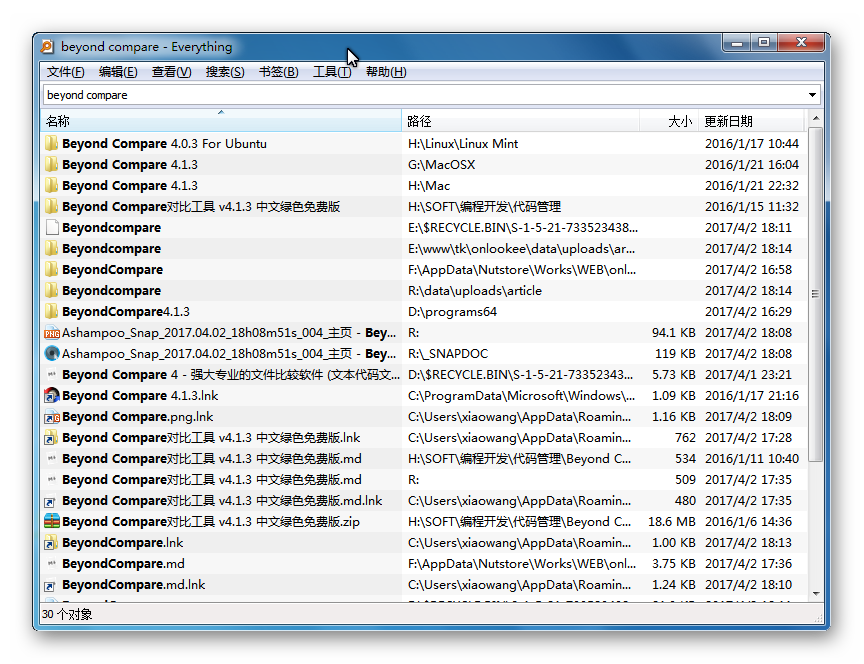 beyond compare - Everything
文件(F) 编辑(E) 查看(V) 搜索(S) 书签(B) 工具(T) 帮助(H)
beyond compare
名称 路径 大小 更新日期
Beyond Compare 4.0.3 For Ubuntu H:\Linux\Linux Mint 2016/1/17 10:44
Beyond Compare 4.1.3 G:\MacOSX 2016/1/21 16:04
Beyond Compare 4.1.3 H:\Mac 2016/1/21 22:32
Beyond Compare对比工具 v4.1.3 中文绿色免费版 H:\SOFT\编程开发\代码管理 2016/1/15 11:32
Beyondcompare E:\$RECYCLE.BIN\S-1-5-21-733523438... 2017/4/2 18:11
Beyondcompare E:\www\tk\onlookee\data\uploads\ar... 2017/4/2 18:14
BeyondCompare F:\AppData\Nutstore\Works\WEB\onl... 2017/4/2 16:58
Beyondcompare R:\data\uploads\article 2017/4/2 18:14
BeyondCompare4.1.3 D:\programs64 2017/4/2 16:29
Ashampoo_Snap_2017.04.02_18h08m51s_004_主页 - Bey... R: 94.1 KB 2017/4/2 18:08
Ashampoo_Snap_2017.04.02_18h08m51s_004_主页 - Bey... R:\_SNAPDOC 119 KB 2017/4/2 18:08
Beyond Compare 4 - 强大专业的文件比较软件 (文本代码文... D:\$RECYCLE.BIN\S-1-5-21-73352343... 5.73 KB 2017/4/1 23:21
Beyond Compare 4.1.3.lnk C:\ProgramData\Microsoft\Windows\... 1.09 KB 2016/1/17 21:16
Beyond Compare.png.lnk C:\Users\xiaowang\AppData\Roamin... 1.16 KB 2017/4/2 18:09
Beyond Compare对比工具 v4.1.3 中文绿色免费版.lnk C:\Users\xiaowang\AppData\Roamin... 762 2017/4/2 17:28
Beyond Compare对比工具 v4.1.3 中文绿色免费版.md H:\SOFT\编程开发\代码管理\Beyond C... 534 2016/1/11 10:40
Beyond Compare对比工具 v4.1.3 中文绿色免费版.md R: 509 2017/4/2 17:35
Beyond Compare对比工具 v4.1.3 中文绿色免费版.md.lnk C:\Users\xiaowang\AppData\Roamin... 480 2017/4/2 17:35
Beyond Compare对比工具 v4.1.3 中文绿色免费版.zip H:\SOFT\编程开发\代码管理\Beyond C... 18.6 MB 2016/1/6 14:36
BeyondCompare.lnk C:\Users\xiaowang\AppData\Roamin... 1.00 KB 2017/4/2 18:13
BeyondCompare.md F:\AppData\Nutstore\Works\WEB\onl... 3.75 KB 2017/4/2 17:36
BeyondCompare.md.lnk C:\Users\xiaowang\AppData\Roamin... 1.24 KB 2017/4/2 18:10
30 个对象